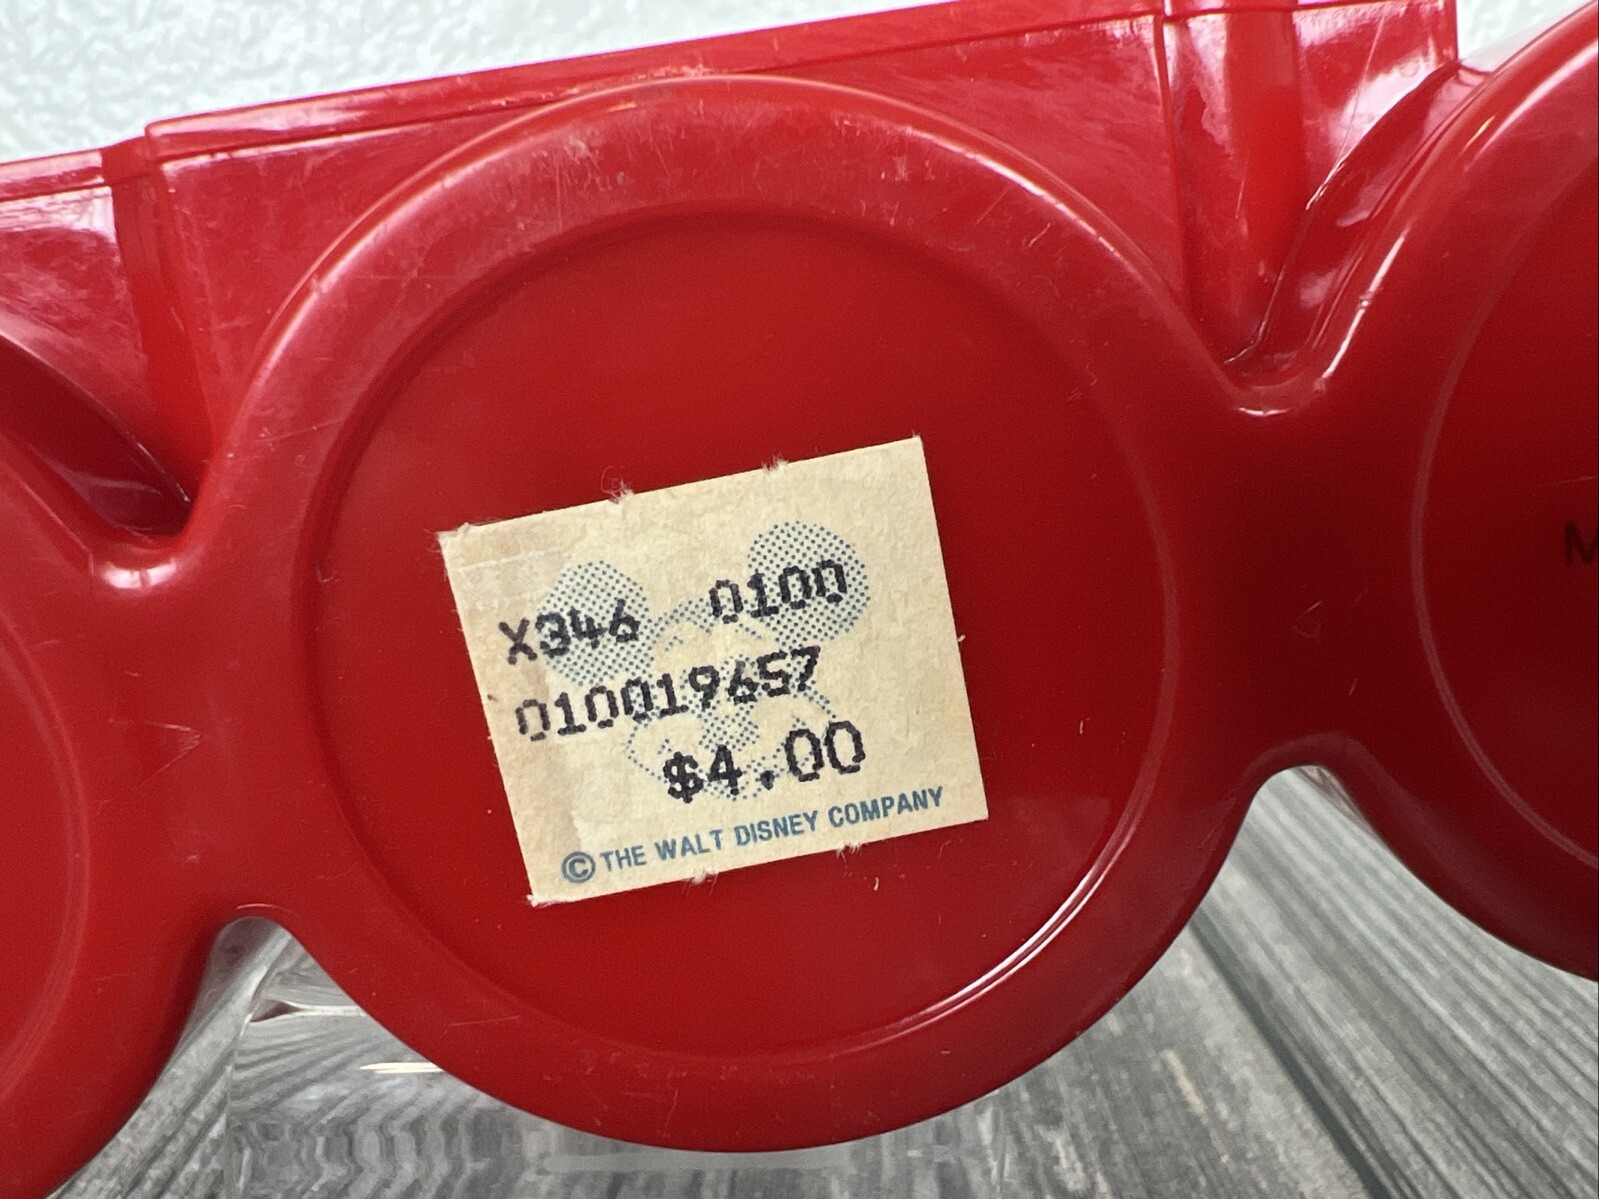 X346 0100
010019657
$4.00
© THE WALT DISNEY COMPANY
M